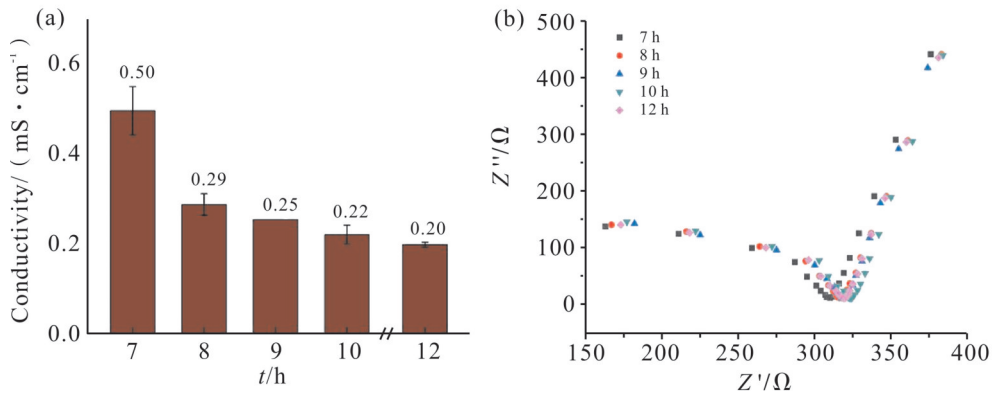 (a)
Conductivity/(mS·cm⁻¹)
0.6
0.4
0.2
0.0
0.50
0.29
0.25
0.22
0.20
7 8 9 10 12
t/h
(b)
Z''/Ω
500
400
300
200
100
0
7 h
8 h
9 h
10 h
12 h
150 200 250 300 350 400
Z'/Ω